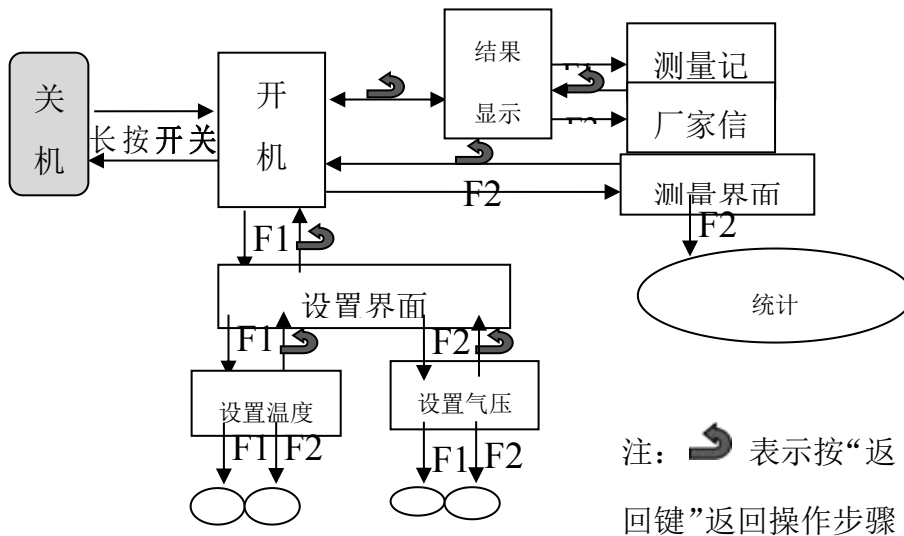 关
机
长按开关
开
机
结果
显示
测量记
厂家信
F2
测量界面
F2
统计
F1
设置界面
F1
F2
设置温度
设置气压
F1
F2
F1
F2
注： 表示按“返
回键”返回操作步骤